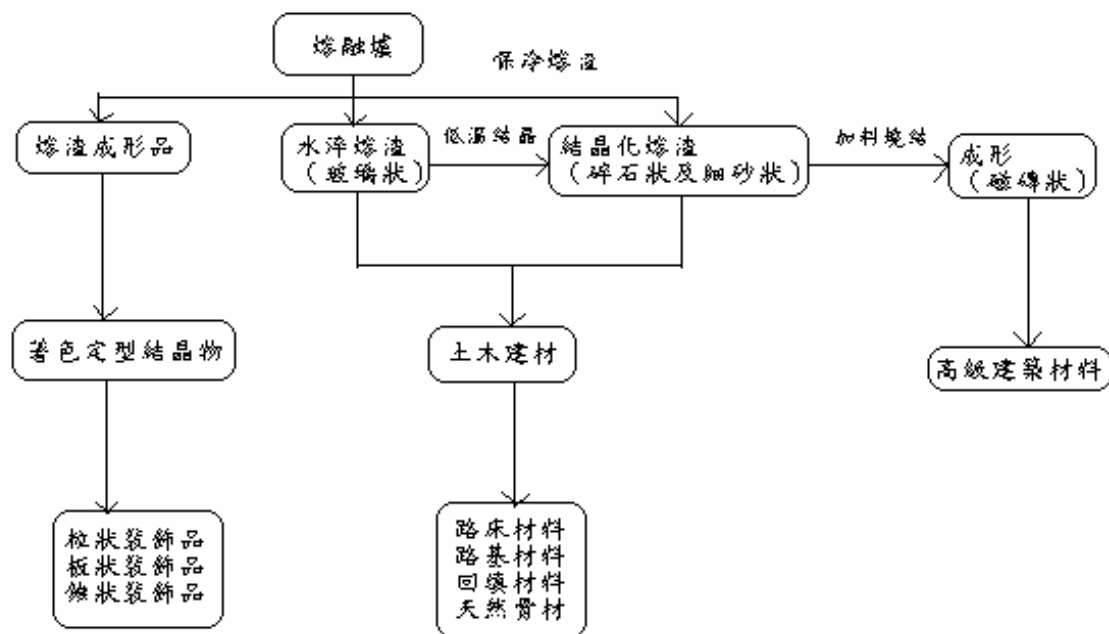 熔融爐
保冷熔渣
熔渣成形品
水淬熔渣
（玻璃狀）
低溫結晶
結晶化熔渣
（碎石狀及細砂狀）
加料燒結
成形
（磁磚狀）
著色定型結晶物
土木建材
高級建築材料
粒狀裝飾品
板狀裝飾品
狀裝飾品
路床材料
路基材料
回填材料
天然骨材